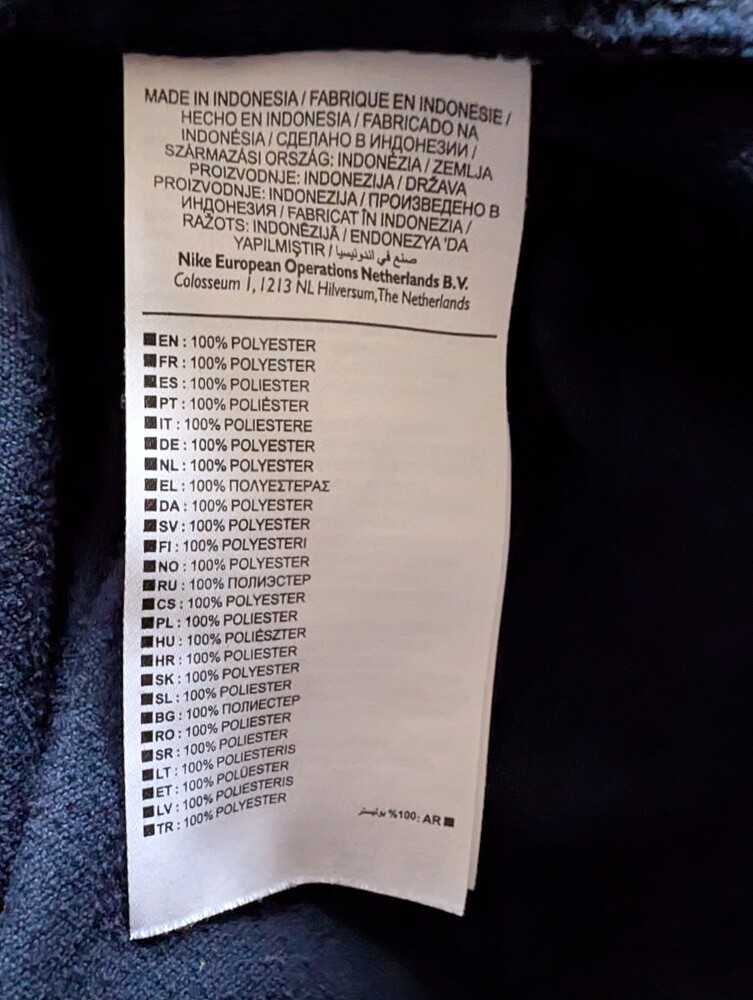 MADE IN INDONESIA / FABRIQUE EN INDONESIE /
HECHO EN INDONESIA / FABRICADO NA
INDONÉSIA / СДЕЛАНО В ИНДОНЕЗИИ /
SZÁRMAZÁSI ORSZÁG: INDONÉZIA / ZEMLJA
PROIZVODNJE: INDONEZIJA / DRŽAVA
PROIZVODNJE: INDONEZIJA / ПРОИЗВЕДЕНО В
ИНДОНЕЗИЯ / FABRICAT ÎN INDONEZIA /
RAŽOTS: INDONĒZIJĀ / ENDONEZYA 'DA
YAPILMIŞTIR / صنع في اندونيسيا
Nike European Operations Netherlands B.V.
Colosseum 1, 1213 NL Hilversum, The Netherlands
EN : 100% POLYESTER
FR : 100% POLYESTER
ES : 100% POLIESTER
PT : 100% POLIÉSTER
IT : 100% POLIESTERE
DE : 100% POLYESTER
NL : 100% POLYESTER
EL : 100% ΠΟΛΥΕΣΤΕΡΑΣ
DA : 100% POLYESTER
SV : 100% POLYESTER
FI : 100% POLYESTERI
NO : 100% POLYESTER
RU : 100% ПОЛИЭСТЕР
CS : 100% POLYESTER
PL : 100% POLIESTER
HU : 100% POLIÉSZTER
HR : 100% POLIESTER
SK : 100% POLYESTER
SL : 100% POLIESTER
BG : 100% ПОЛИЕСТЕР
RO : 100% POLIESTER
SR : 100% POLIESTER
LT : 100% POLIESTERIS
ET : 100% POLÜESTER
LV : 100% POLIESTERIS
TR : 100% POLYESTER
AR :100% بوليستر